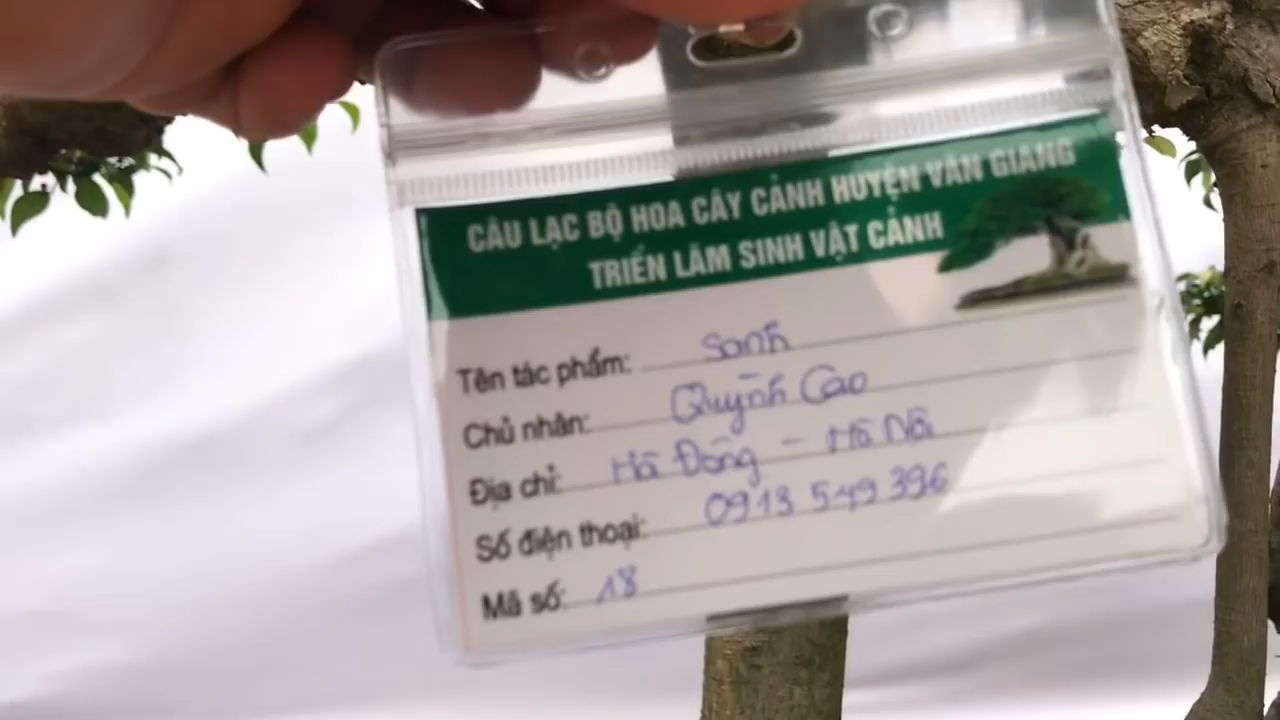 CÂU LẠC BỘ HOA CÂY CẢNH HUYỆN VĂN GIANG
TRIỂN LÃM SINH VẬT CẢNH
Tên tác phẩm: Sanh
Chủ nhân: Quỳnh Cao
Địa chỉ: Hà Đông - Hà Nội
Số điện thoại: 0913 549 396
Mã số: 18